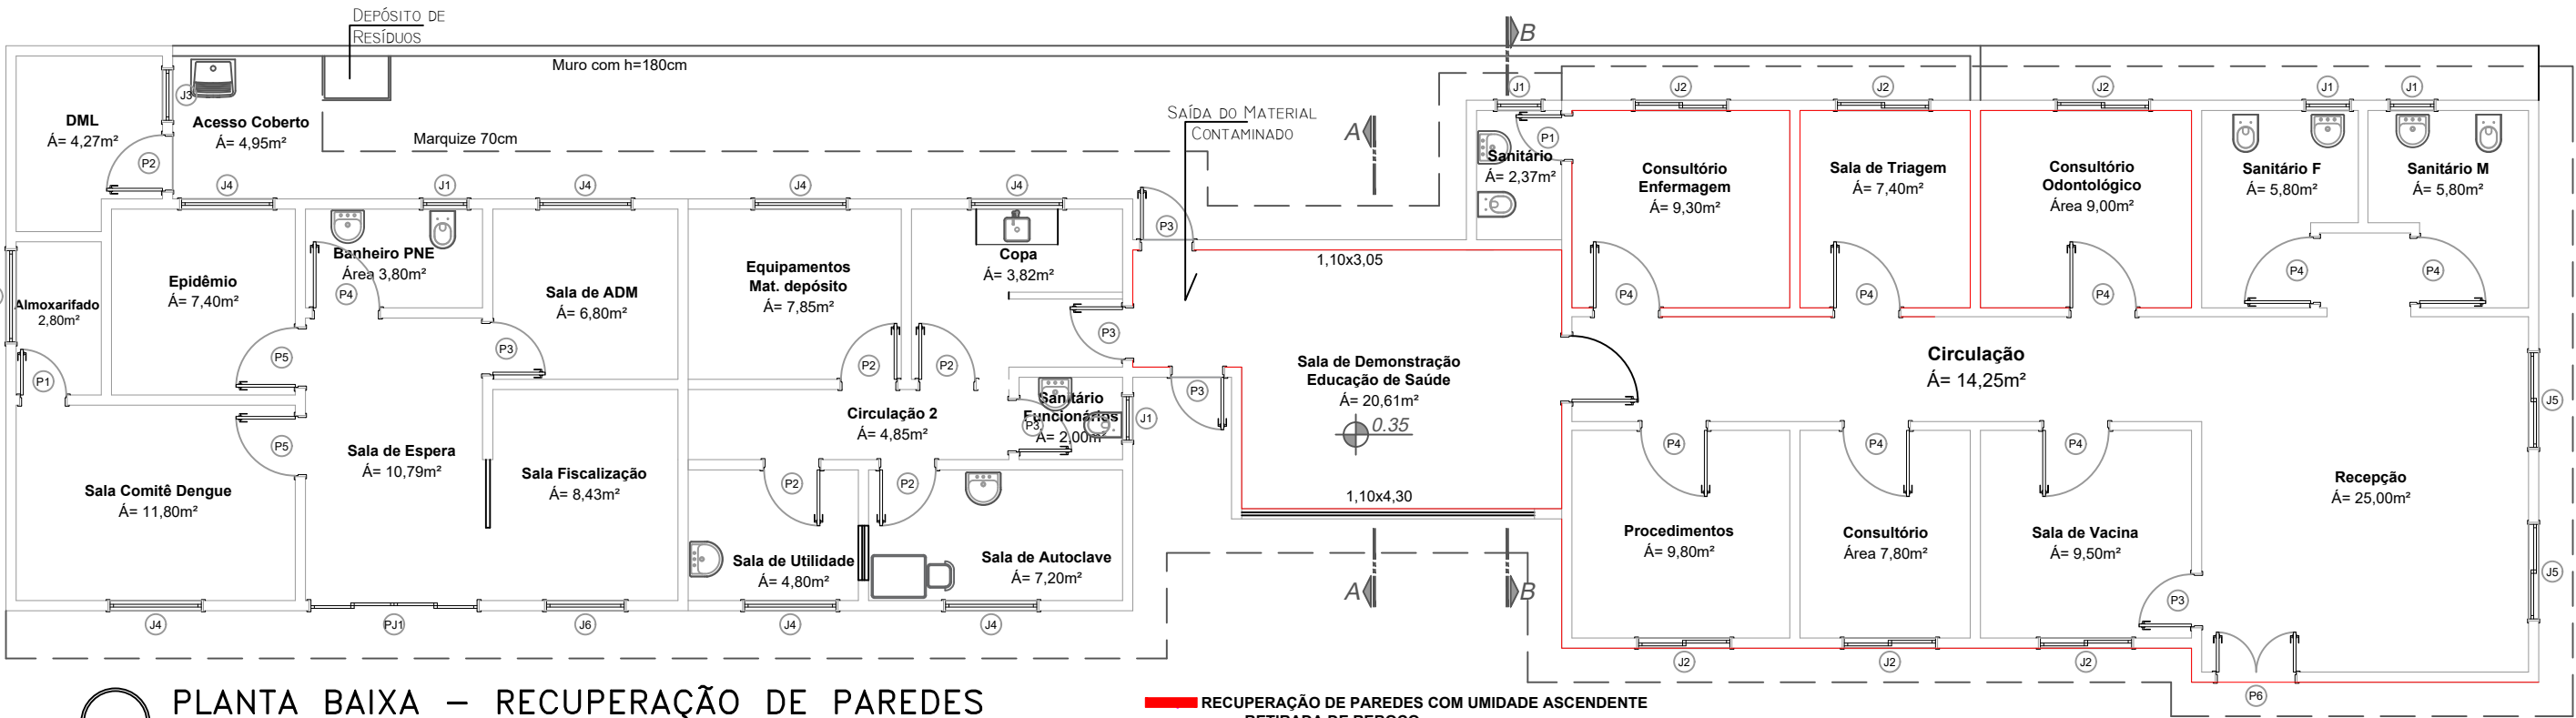 DEPÓSITO DE
RESÍDUOS
B
Muro com h=180cm
J3
DML
Á= 4,27m²
Acesso Coberto
Á= 4,95m²
Marquize 70cm
SAÍDA DO MATERIAL
CONTAMINADO
A
J1
J2
J2
J2
J1
J1
P2
P1
Sanitário
Á= 2,37m²
Consultório
Enfermagem
Á= 9,30m²
Sala de Triagem
Á= 7,40m²
Consultório
Odontológico
Área 9,00m²
Sanitário F
Á= 5,80m²
Sanitário M
Á= 5,80m²
J4
J1
J4
J4
J4
P3
Banheiro PNE
Área 3,80m²
P4
Epidêmio
Á= 7,40m²
Almoxarifado
2,80m²
Sala de ADM
Á= 6,80m²
Equipamentos
Mat. depósito
Á= 7,85m²
Copa
Á= 3,82m²
1,10x3,05
P4
P4
P4
P4
P4
P5
P3
P2
P2
P3
P1
Sala de Demonstração
Educação de Saúde
Á= 20,61m²
0.35
Circulação
Á= 14,25m²
P3
J5
Circulação 2
Á= 4,85m²
Sanitário
Funcionários
Á= 2,00m²
P3
J1
P5
Sala de Espera
Á= 10,79m²
Sala Fiscalização
Á= 8,43m²
P4
P4
P4
Sala Comitê Dengue
Á= 11,80m²
P2
P2
1,10x4,30
Recepção
Á= 25,00m²
Sala de Utilidade
Á= 4,80m²
Sala de Autoclave
Á= 7,20m²
Procedimentos
Á= 9,80m²
Consultório
Área 7,80m²
Sala de Vacina
Á= 9,50m²
J5
A
B
P3
J4
PJ1
J6
J4
J4
J2
J2
J2
P6
PLANTA BAIXA – RECUPERAÇÃO DE PAREDES
RECUPERAÇÃO DE PAREDES COM UMIDADE ASCENDENTE
RETIRADA DE REBOCO